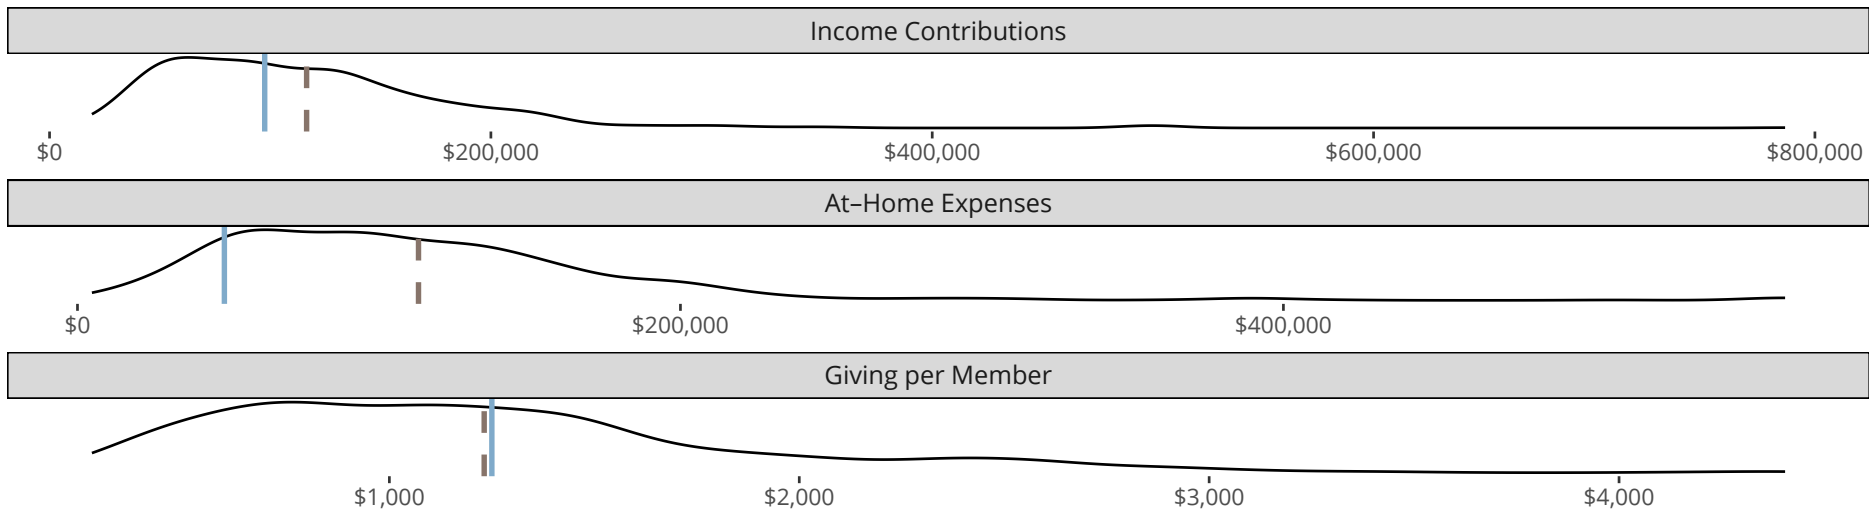 Income Contributions
$0 $200,000 $400,000 $600,000 $800,000
At–Home Expenses
$0 $200,000 $400,000
Giving per Member
$1,000 $2,000 $3,000 $4,000